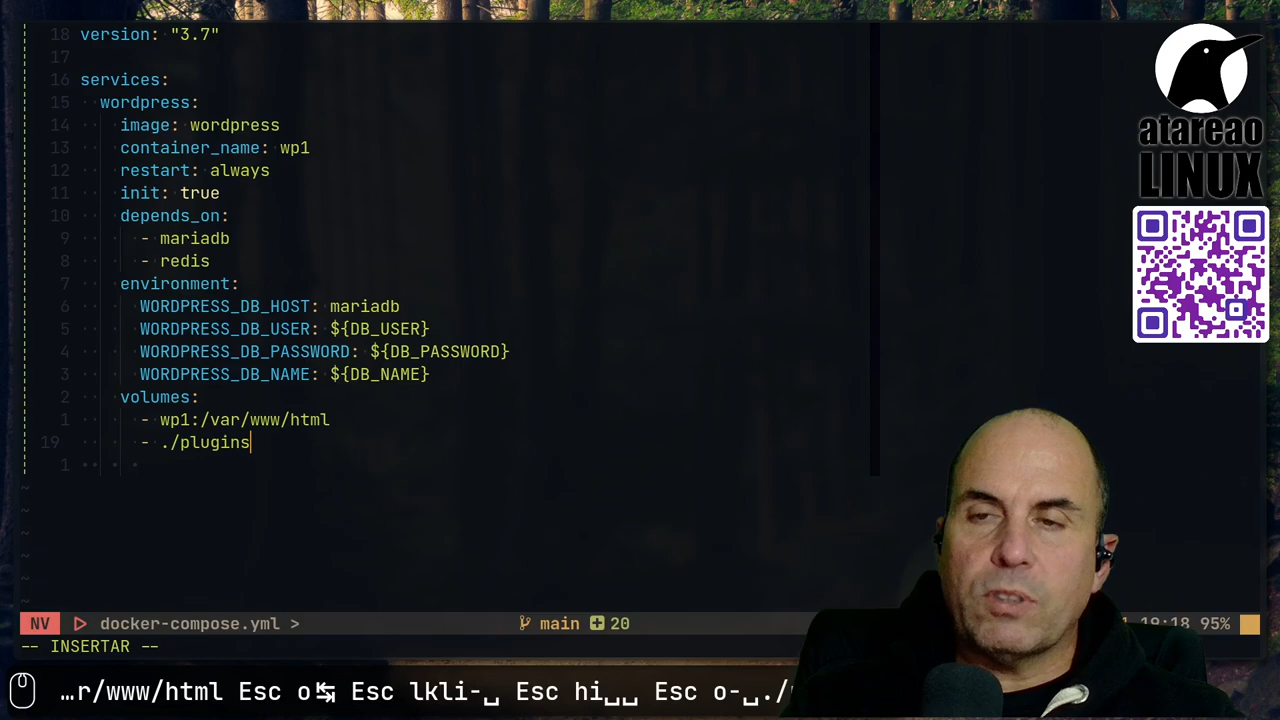 18 version: "3.7"
17
16 services:
15 wordpress:
14 image: wordpress
13 container_name: wp1
12 restart: always
11 init: true
10 depends_on:
9 - mariadb
8 - redis
7 environment:
6 WORDPRESS_DB_HOST: mariadb
5 WORDPRESS_DB_USER: ${DB_USER}
4 WORDPRESS_DB_PASSWORD: ${DB_PASSWORD}
3 WORDPRESS_DB_NAME: ${DB_NAME}
2 volumes:
1 - wp1:/var/www/html
19 - ./plugins
1
~
~
~
~
~
~
atareao
LINUX
NV docker-compose.yml > main 20 19:18 95%
-- INSERTAR --
…r/www/html Esc o↹ Esc lkli-␣ Esc hi␣␣ Esc o-␣./